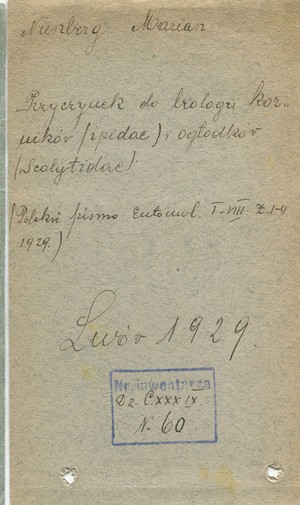 Nunberg Marian
Przyczynek do biologii kor„
ników /ipidae) i ogłodków
/Scolytidae).
(Polskie pismo Entomol. T-VIII. Z.1-4
1929.)
Lwów 1929.
Nr. inwentarza
Dz. CXXXIX.
N. 60